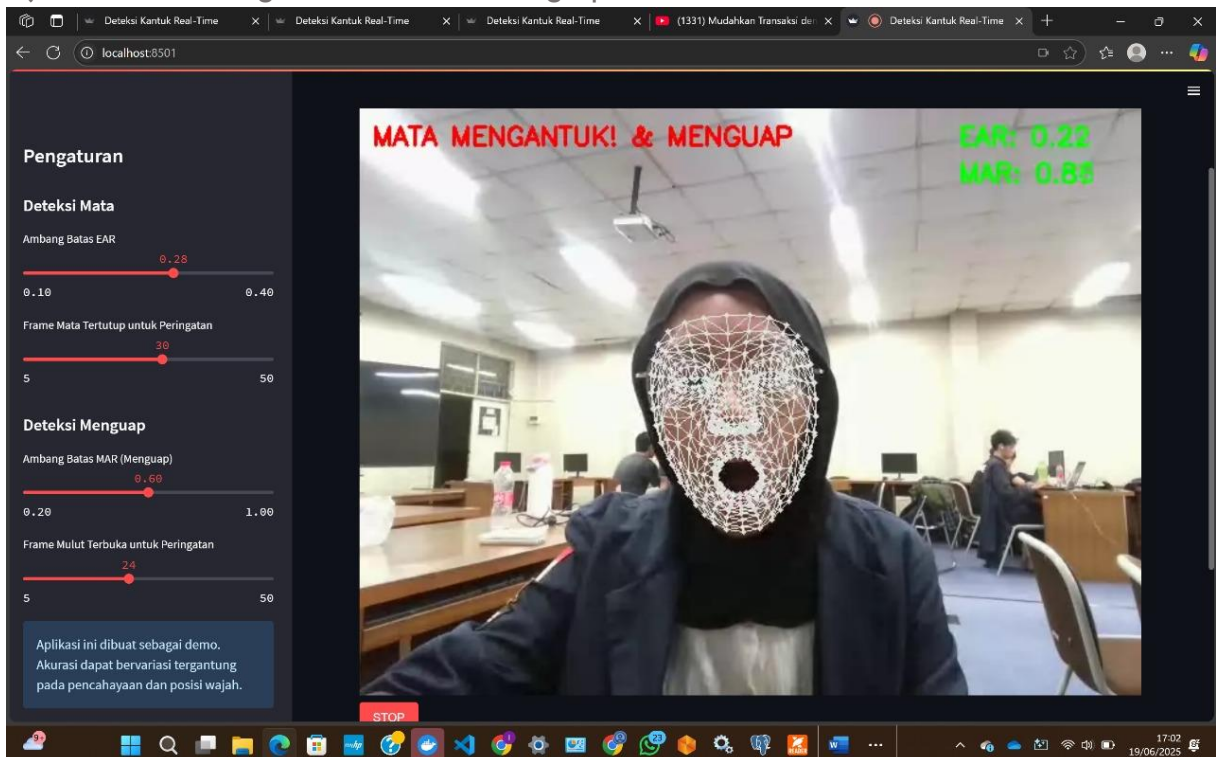 Deteksi Kantuk Real-Time
Deteksi Kantuk Real-Time
Deteksi Kantuk Real-Time
(1331) Mudahkan Transaksi den
Deteksi Kantuk Real-Time
localhost:8501
Pengaturan
Deteksi Mata
Ambang Batas EAR
0.28
0.10 0.40
Frame Mata Tertutup untuk Peringatan
30
5 50
Deteksi Menguap
Ambang Batas MAR (Menguap)
0.60
0.20 1.00
Frame Mulut Terbuka untuk Peringatan
24
5 50
Aplikasi ini dibuat sebagai demo.
Akurasi dapat bervariasi tergantung
pada pencahayaan dan posisi wajah.
MATA MENGANTUK! & MENGUAP
EAR: 0.22
MAR:
STOP
17:02
19/06/2025